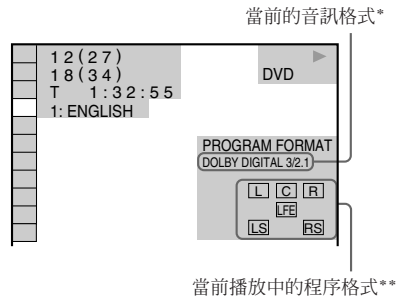 當前的音訊格式*
12(27)
18(34)
DVD
T 1:32:55
1: ENGLISH
PROGRAM FORMAT
DOLBY DIGITAL 3/2.1
L C R
LFE
LS RS
當前播放中的程序格式**